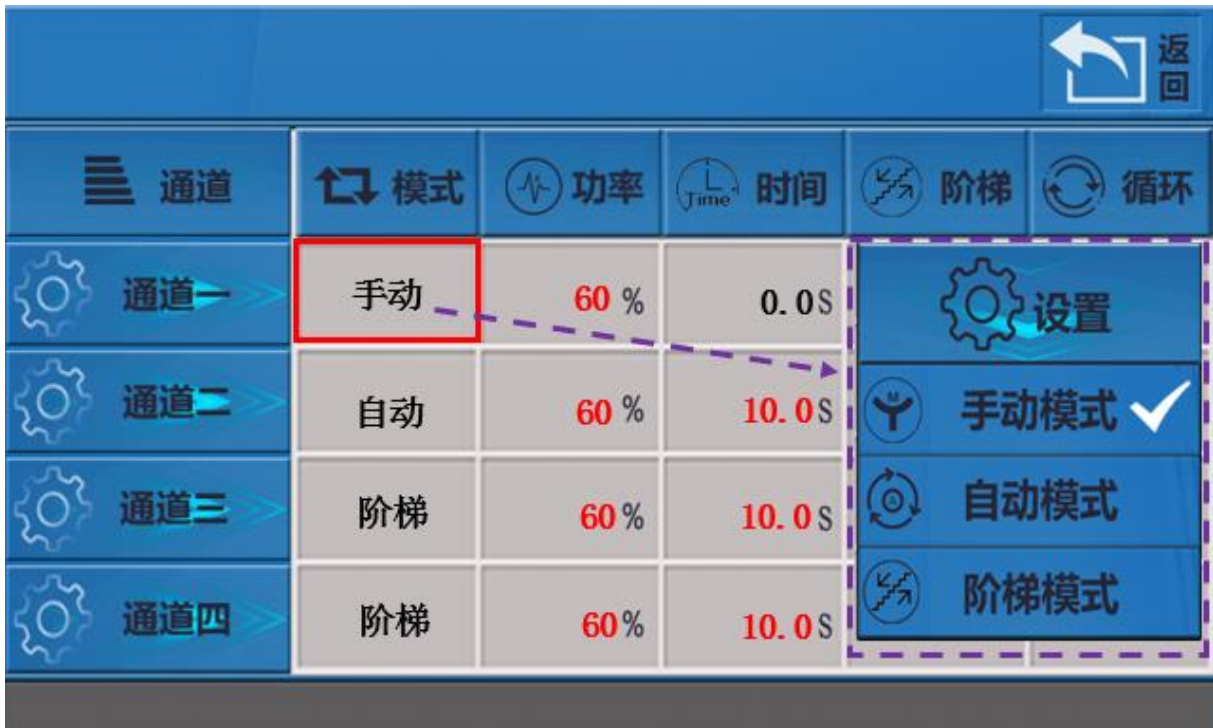 返回
通道 模式 功率 Time 时间 阶梯 循环
通道一 手动 60 % 0.0S 设置
通道二 自动 60 % 10.0S M 手动模式
通道三 阶梯 60% 10.0S A 自动模式
通道四 阶梯 60% 10.0S 阶梯模式